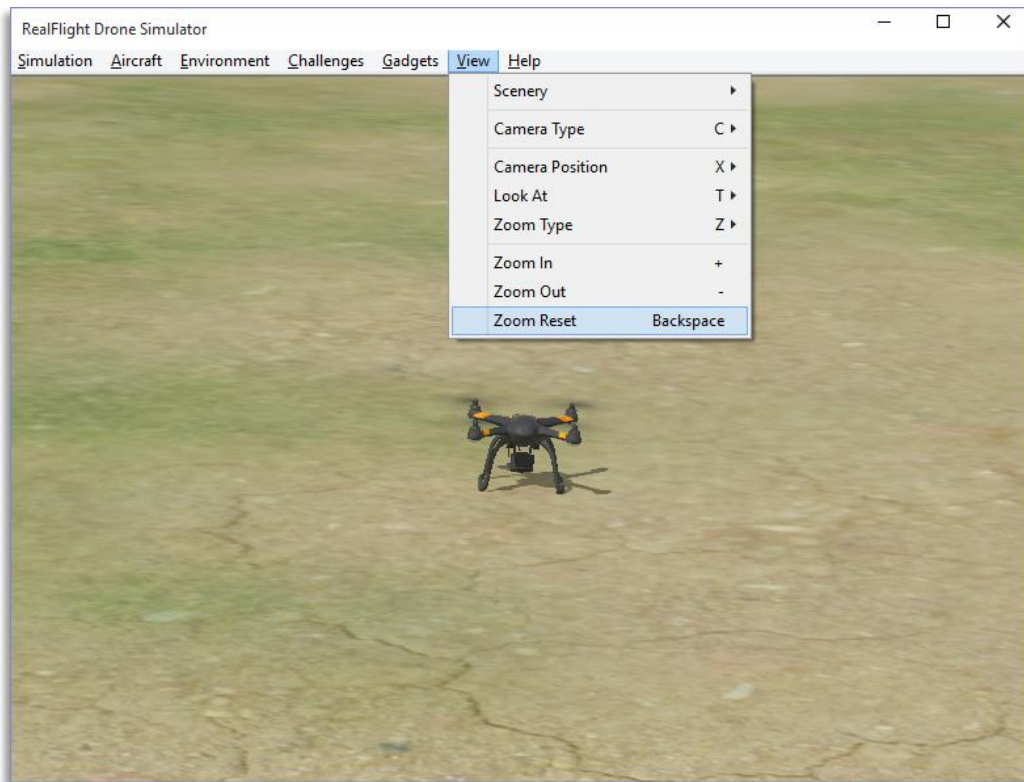 RealFlight Drone Simulator
Simulation Aircraft Environment Challenges Gadgets View Help
Scenery
Camera Type C
Camera Position X
Look At T
Zoom Type Z
Zoom In +
Zoom Out -
Zoom Reset Backspace